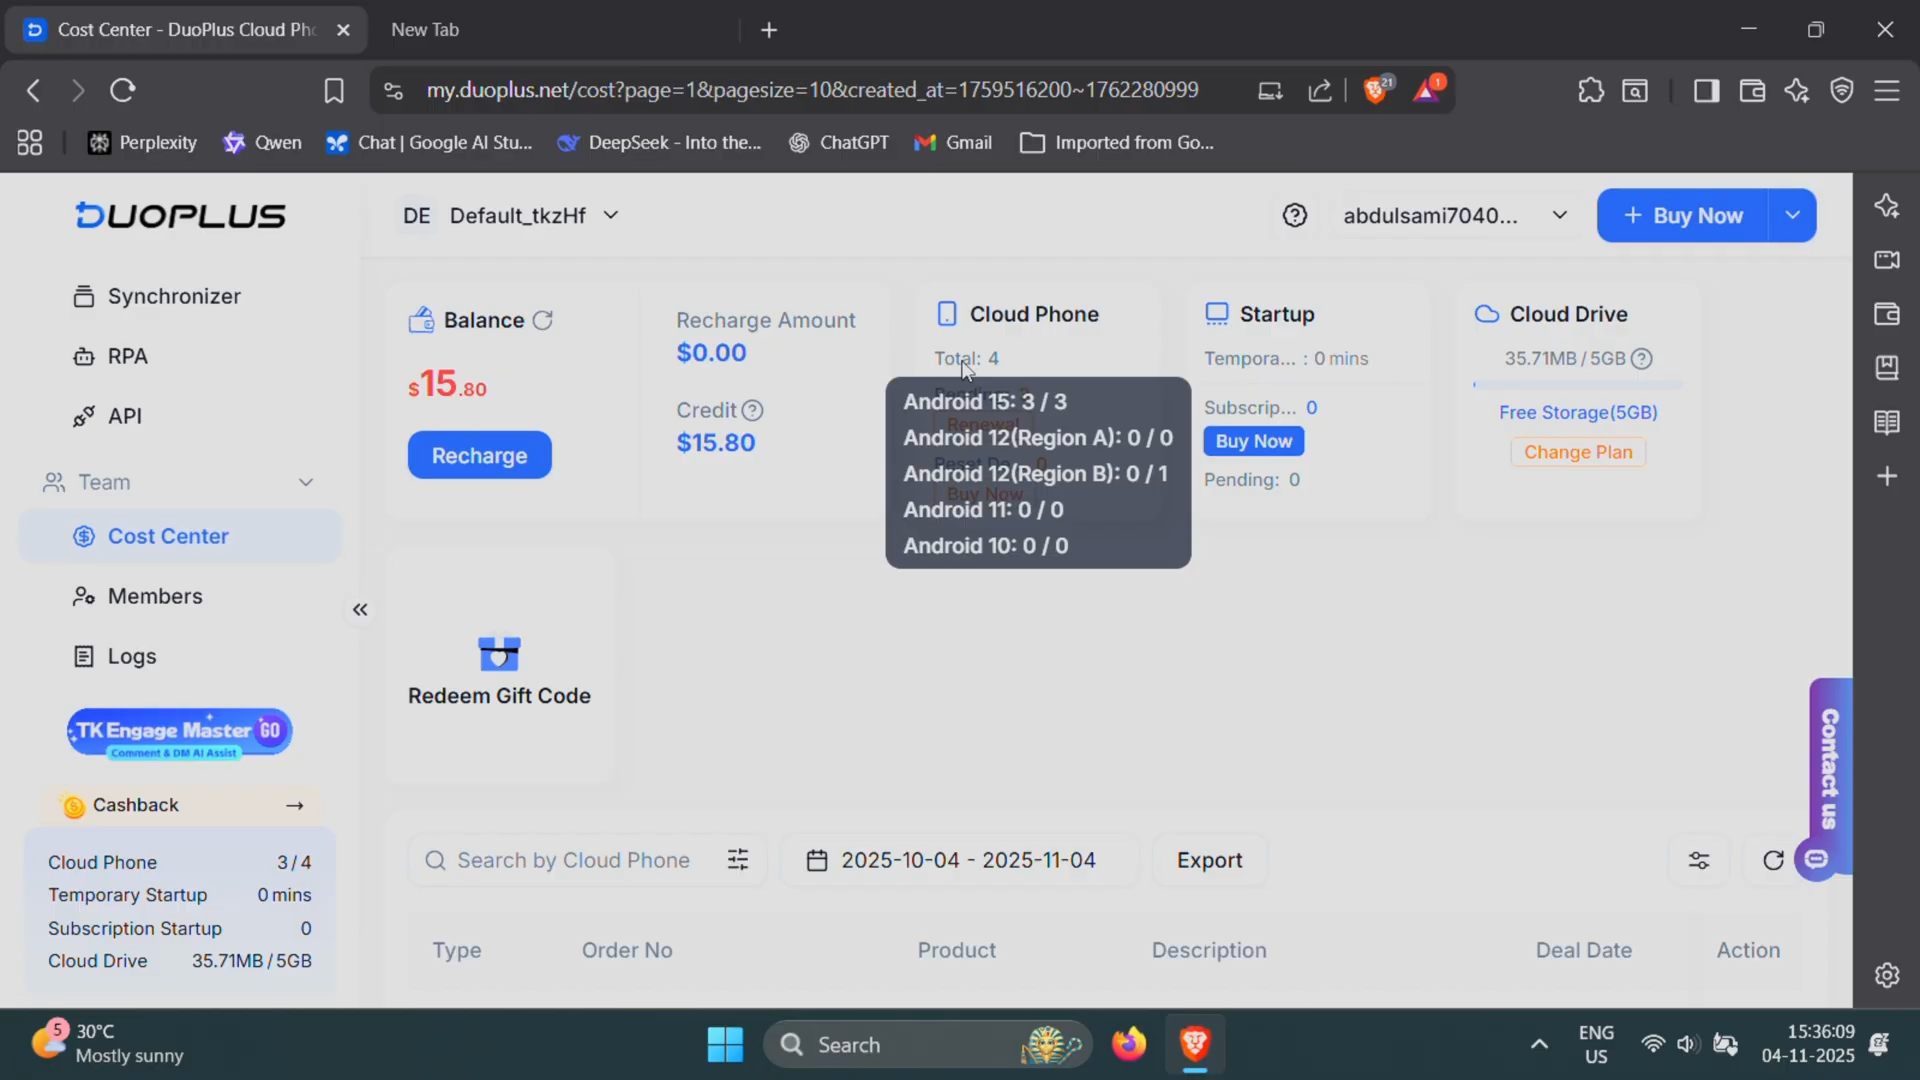 Cost Center - DuoPlus Cloud Pho
New Tab
my.duoplus.net/cost?page=1&pagesize=10&created_at=1759516200~1762280999
21
1
Perplexity
Qwen
Chat | Google AI Stu...
DeepSeek - Into the...
ChatGPT
Gmail
Imported from Go...
DUOPLUS
DE Default_tkzHf
abdulsami7040...
+ Buy Now
Synchronizer
RPA
API
Team
Cost Center
Members
Logs
TK Engage Master GO
Comment & DM AI Assist
Cashback →
Cloud Phone 3 / 4
Temporary Startup 0 mins
Subscription Startup 0
Cloud Drive 35.71MB / 5GB
Balance
$15.80
Recharge
Recharge Amount
$0.00
Credit
$15.80
Cloud Phone
Total: 4
Renewal
Buy Now
Android 15: 3 / 3
Android 12(Region A): 0 / 0
Android 12(Region B): 0 / 1
Android 11: 0 / 0
Android 10: 0 / 0
Startup
Tempora... : 0 mins
Subscrip... 0
Buy Now
Pending: 0
Cloud Drive
35.71MB / 5GB
Free Storage(5GB)
Change Plan
Redeem Gift Code
Contact us
Search by Cloud Phone
2025-10-04 - 2025-11-04
Export
Type Order No Product Description Deal Date Action
5
30°C
Mostly sunny
Search
ENG
US
15:36:09
04-11-2025